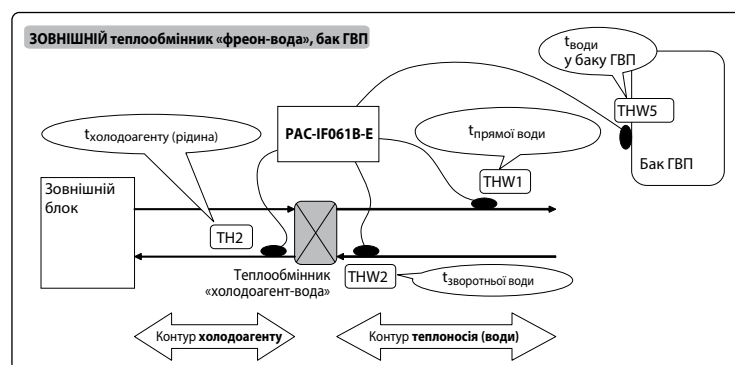 ЗОВНІШНІЙ теплообмінник «фреон-вода», бак ГВП
tводи
у баку ГВП
THW5
Бак ГВП
PAC-IF061B-E
tхолодоагенту (рідина)
tпрямої води
THW1
Зовнішній
блок
TH2
Теплообмінник
«холодоагент-вода»
THW2
tзворотньої води
Контур холодоагенту
Контур теплоносія (води)